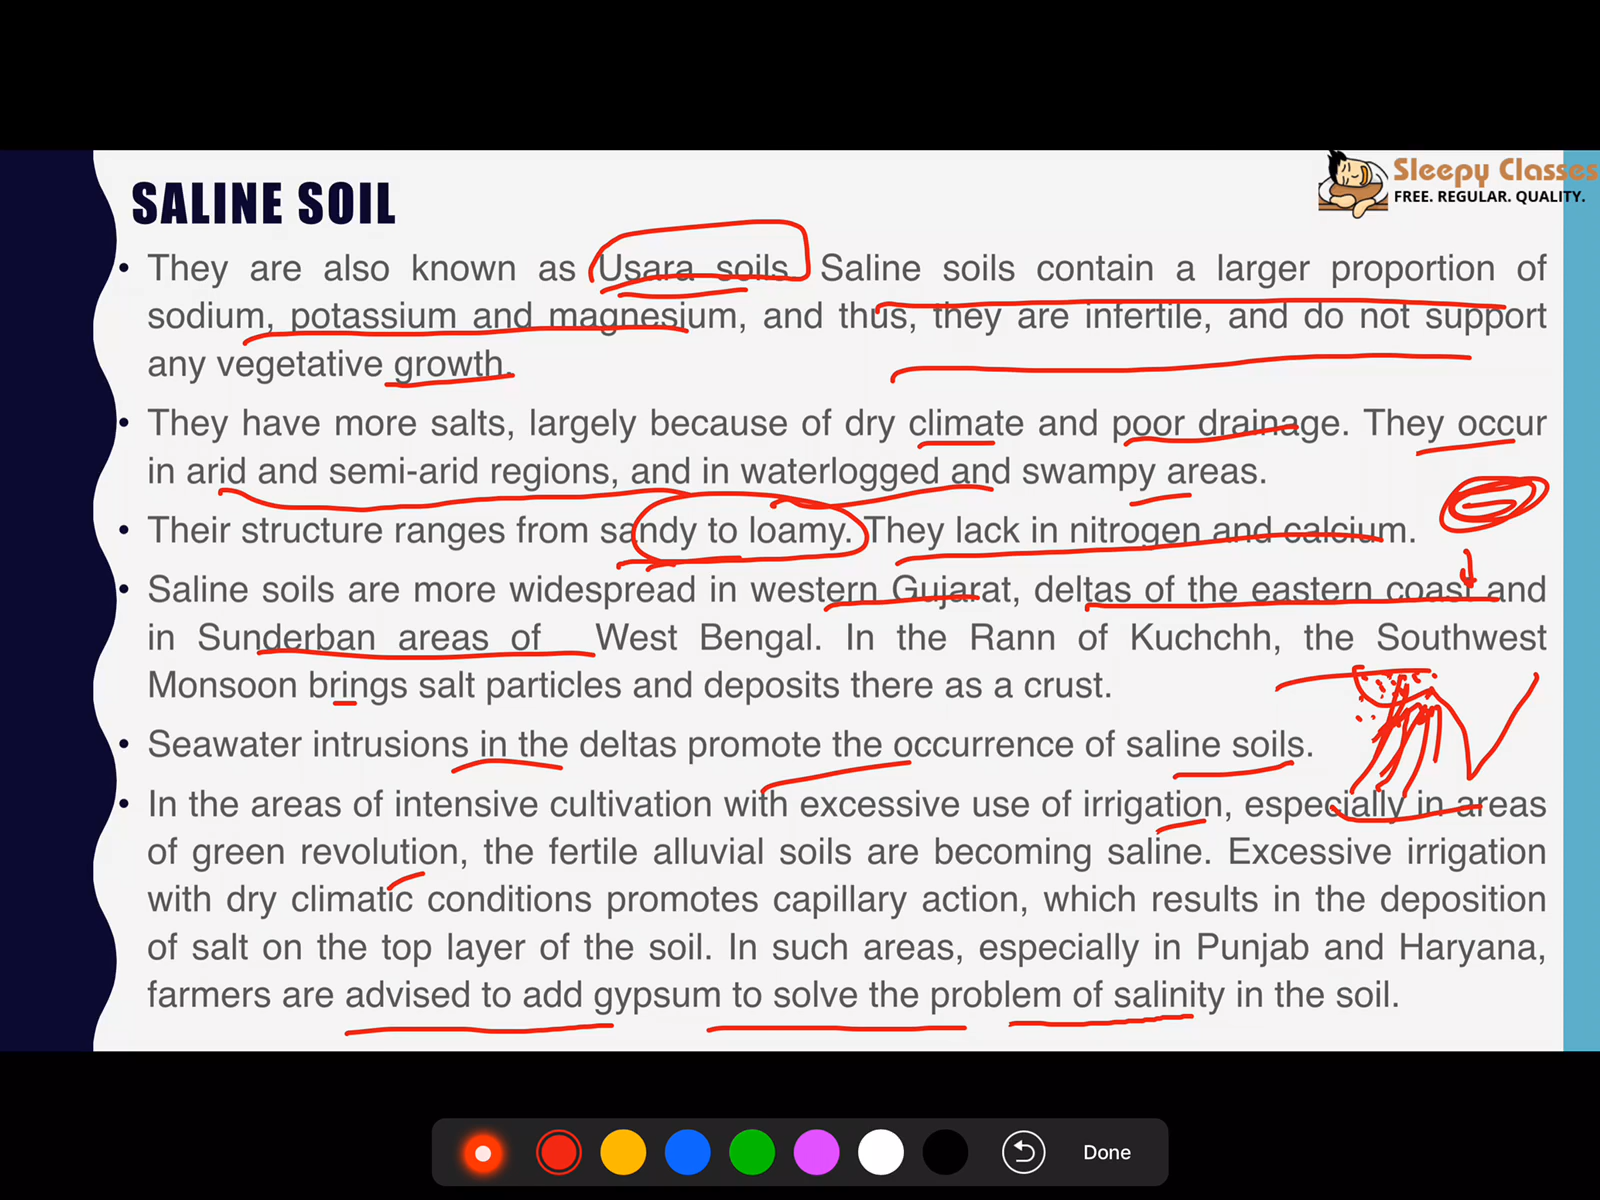 Sleepy Classes
FREE. REGULAR. QUALITY.
SALINE SOIL
• They are also known as Usara soils. Saline soils contain a larger proportion of
sodium, potassium and magnesium, and thus, they are infertile, and do not support
any vegetative growth.
• They have more salts, largely because of dry climate and poor drainage. They occur
in arid and semi-arid regions, and in waterlogged and swampy areas.
• Their structure ranges from sandy to loamy. They lack in nitrogen and calcium.
• Saline soils are more widespread in western Gujarat, deltas of the eastern coast and
in Sunderban areas of West Bengal. In the Rann of Kuchchh, the Southwest
Monsoon brings salt particles and deposits there as a crust.
• Seawater intrusions in the deltas promote the occurrence of saline soils.
• In the areas of intensive cultivation with excessive use of irrigation, especially in areas
of green revolution, the fertile alluvial soils are becoming saline. Excessive irrigation
with dry climatic conditions promotes capillary action, which results in the deposition
of salt on the top layer of the soil. In such areas, especially in Punjab and Haryana,
farmers are advised to add gypsum to solve the problem of salinity in the soil.
Done